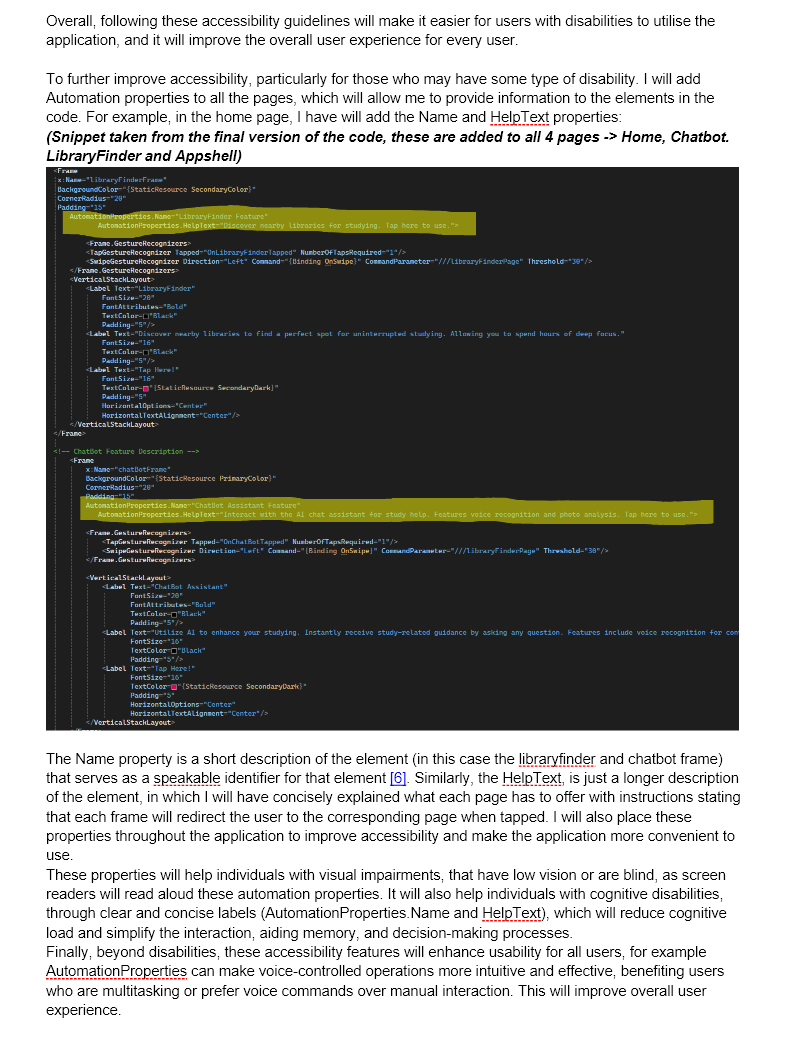 Overall, following these accessibility guidelines will make it easier for users with disabilities to utilise the
application, and it will improve the overall user experience for every user.
To further improve accessibility, particularly for those who may have some type of disability. I will add
Automation properties to all the pages, which will allow me to provide information to the elements in the
code. For example, in the home page, I have will add the Name and HelpText properties:
(Snippet taken from the final version of the code, these are added to all 4 pages -> Home, Chatbot.
LibraryFinder and Appshell)
<Frame
x:Name="libraryFinderFrame"
BackgroundColor="{StaticResource SecondaryColor}"
CornerRadius="20"
Padding="15"
AutomationProperties.Name="LibraryFinder Feature"
AutomationProperties.HelpText="Discover nearby libraries for studying. Tap here to use.">
<Frame.GestureRecognizers>
<TapGestureRecognizer Tapped="OnLibraryFinderTapped" NumberOfTapsRequired="1"/>
<SwipeGestureRecognizer Direction="Left" Command="{Binding OnSwipe}" CommandParameter="///libraryFinderPage" Threshold="30"/>
</Frame.GestureRecognizers>
<VerticalStackLayout>
<Label Text="LibraryFinder"
FontSize="20"
FontAttributes="Bold"
TextColor="Black"
Padding="5"/>
<Label Text="Discover nearby libraries to find a perfect spot for uninterrupted studying. Allowing you to spend hours of deep focus."
FontSize="16"
TextColor="Black"
Padding="5"/>
<Label Text="Tap Here!"
FontSize="16"
TextColor="{StaticResource SecondaryDark}"
Padding="5"
HorizontalOptions="Center"
HorizontalTextAlignment="Center"/>
</VerticalStackLayout>
</Frame>
<!-- ChatBot Feature Description -->
<Frame
x:Name="chatBotFrame"
BackgroundColor="{StaticResource PrimaryColor}"
CornerRadius="20"
Padding="15"
AutomationProperties.Name="ChatBot Assistant Feature"
AutomationProperties.HelpText="Interact with the AI chat assistant for study help. Features voice recognition and photo analysis. Tap here to use.">
<Frame.GestureRecognizers>
<TapGestureRecognizer Tapped="OnChatBotTapped" NumberOfTapsRequired="1"/>
<SwipeGestureRecognizer Direction="Left" Command="{Binding OnSwipe}" CommandParameter="///libraryFinderPage" Threshold="30"/>
</Frame.GestureRecognizers>
<VerticalStackLayout>
<Label Text="ChatBot Assistant"
FontSize="20"
FontAttributes="Bold"
TextColor="Black"
Padding="5"/>
<Label Text="Utilize AI to enhance your studying. Instantly receive study-related guidance by asking any question. Features include voice recognition for
FontSize="16"
TextColor="Black"
Padding="5"/>
<Label Text="Tap Here!"
FontSize="16"
TextColor="{StaticResource SecondaryDark}"
Padding="5"
HorizontalOptions="Center"
HorizontalTextAlignment="Center"/>
</VerticalStackLayout>
The Name property is a short description of the element (in this case the libraryfinder and chatbot frame)
that serves as a speakable identifier for that element [6]. Similarly, the HelpText, is just a longer description
of the element, in which I will have concisely explained what each page has to offer with instructions stating
that each frame will redirect the user to the corresponding page when tapped. I will also place these
properties throughout the application to improve accessibility and make the application more convenient to
use.
These properties will help individuals with visual impairments, that have low vision or are blind, as screen
readers will read aloud these automation properties. It will also help individuals with cognitive disabilities,
through clear and concise labels (AutomationProperties.Name and HelpText), which will reduce cognitive
load and simplify the interaction, aiding memory, and decision-making processes.
Finally, beyond disabilities, these accessibility features will enhance usability for all users, for example
AutomationProperties can make voice-controlled operations more intuitive and effective, benefiting users
who are multitasking or prefer voice commands over manual interaction. This will improve overall user
experience.